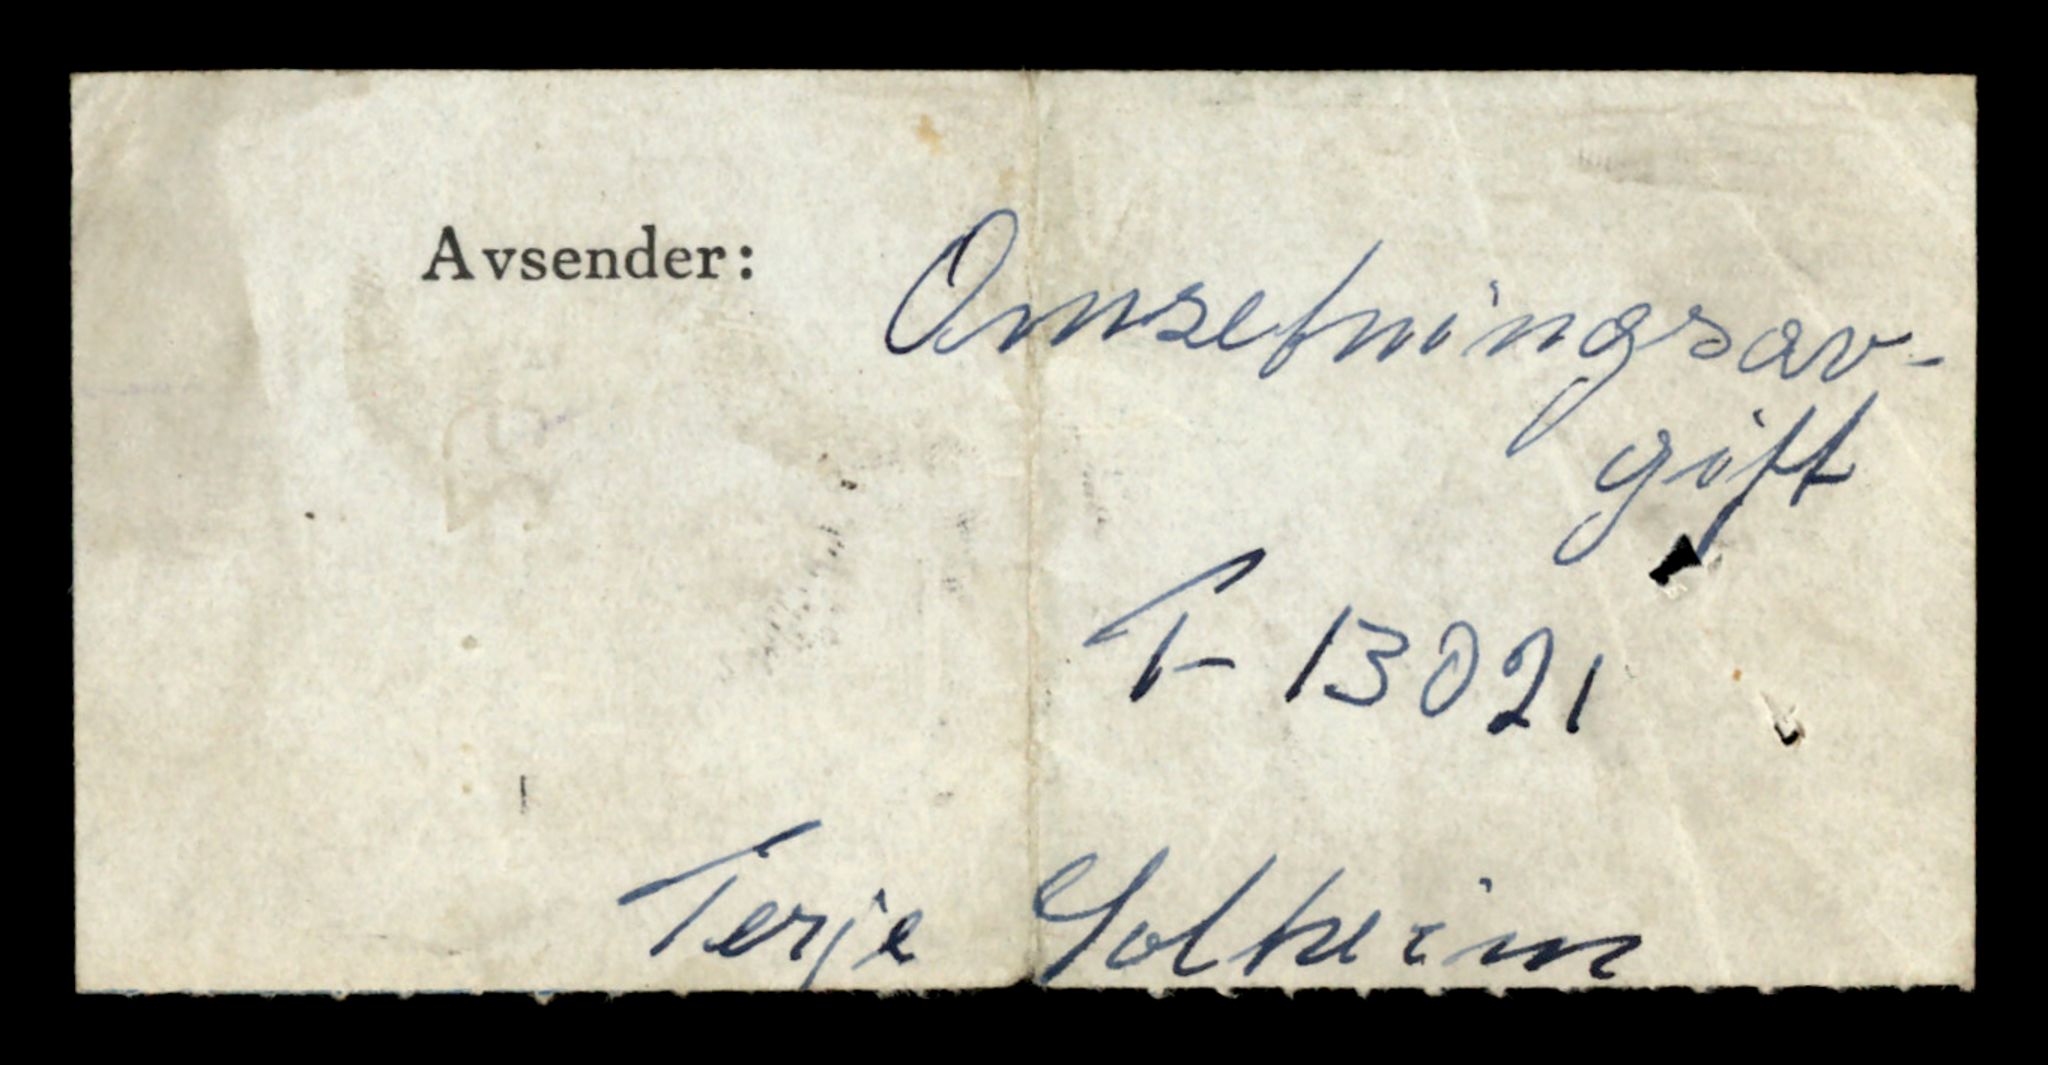 Avsender:
Omsetningsav-
gift
T- 13021
Terje Solheim